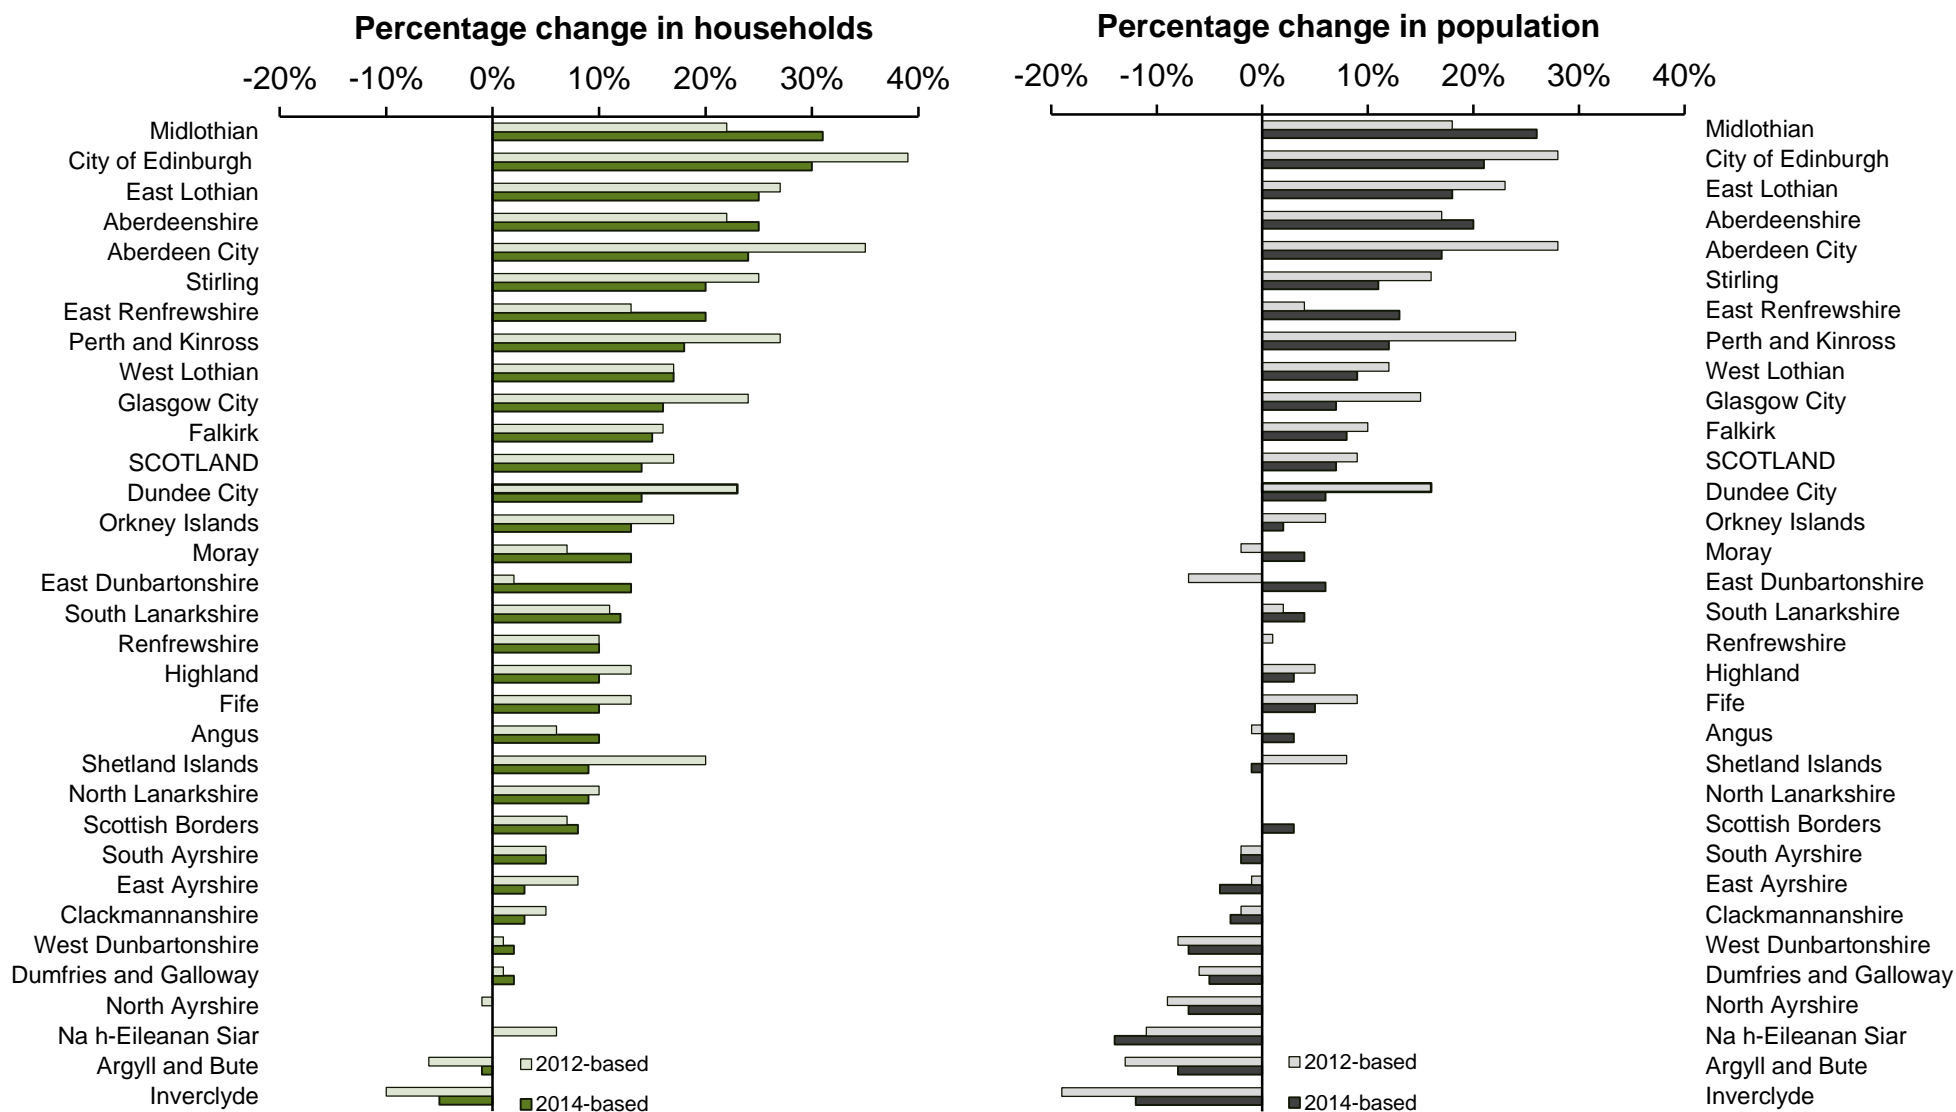 Percentage change in households
-20% -10% 0% 10% 20% 30% 40%
Midlothian
City of Edinburgh
East Lothian
Aberdeenshire
Aberdeen City
Stirling
East Renfrewshire
Perth and Kinross
West Lothian
Glasgow City
Falkirk
SCOTLAND
Dundee City
Orkney Islands
Moray
East Dunbartonshire
South Lanarkshire
Renfrewshire
Highland
Fife
Angus
Shetland Islands
North Lanarkshire
Scottish Borders
South Ayrshire
East Ayrshire
Clackmannanshire
West Dunbartonshire
Dumfries and Galloway
North Ayrshire
Na h-Eileanan Siar
Argyll and Bute
Inverclyde
2012-based
2014-based
Percentage change in population
-20% -10% 0% 10% 20% 30% 40%
Midlothian
City of Edinburgh
East Lothian
Aberdeenshire
Aberdeen City
Stirling
East Renfrewshire
Perth and Kinross
West Lothian
Glasgow City
Falkirk
SCOTLAND
Dundee City
Orkney Islands
Moray
East Dunbartonshire
South Lanarkshire
Renfrewshire
Highland
Fife
Angus
Shetland Islands
North Lanarkshire
Scottish Borders
South Ayrshire
East Ayrshire
Clackmannanshire
West Dunbartonshire
Dumfries and Galloway
North Ayrshire
Na h-Eileanan Siar
Argyll and Bute
Inverclyde
2012-based
2014-based